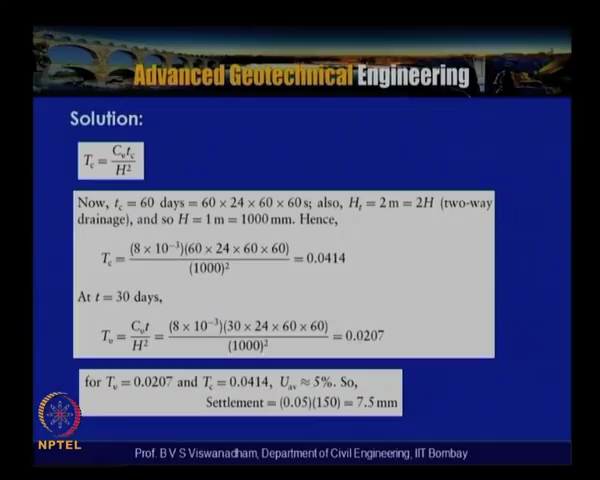 Advanced Geotechnical Engineering
Solution:
T_c = C_v t_c / H²
Now, t_c = 60 days = 60 × 24 × 60 × 60 s; also, H_t = 2 m = 2H (two-way
drainage), and so H = 1 m = 1000 mm. Hence,
T_c = (8 × 10⁻³)(60 × 24 × 60 × 60) / (1000)² = 0.0414
At t = 30 days,
T_v = C_v t / H² = (8 × 10⁻³)(30 × 24 × 60 × 60) / (1000)² = 0.0207
for T_v = 0.0207 and T_c = 0.0414, U_av ≈ 5%. So,
Settlement = (0.05)(150) = 7.5 mm
NPTEL
Prof. B V S Viswanadham, Department of Civil Engineering, IIT Bombay